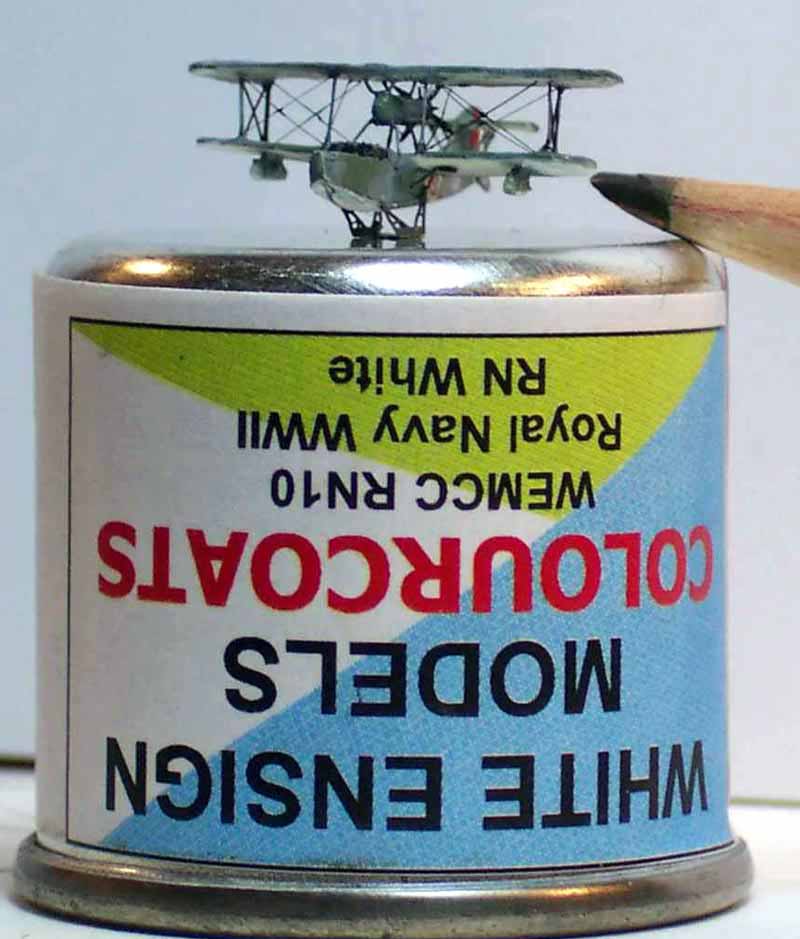 WHITE ENSIGN
MODELS
COLOURCOATS
WEMCC RN10
Royal Navy WWII
RN White